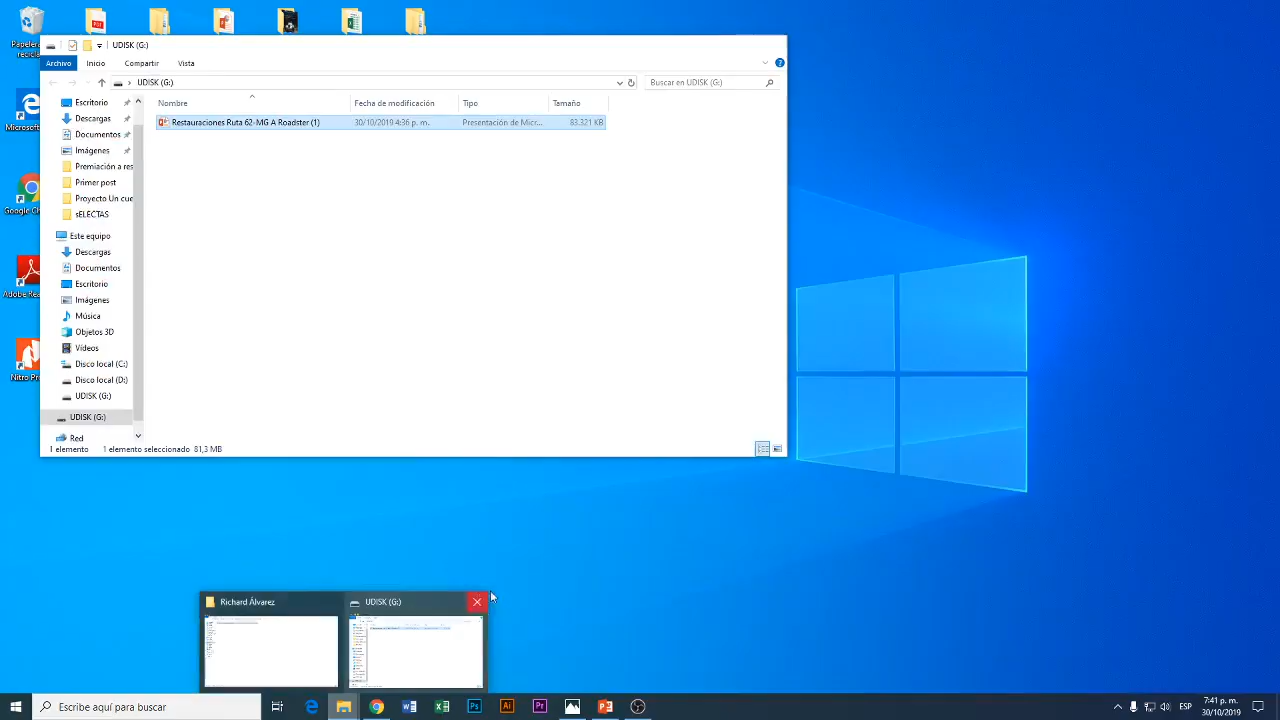 Papelera
recicla
Microsoft
Google Ch
Adobe Rea
Nitro Pr
UDISK (G:)
Archivo
Inicio
Compartir
Vista
UDISK (G:)
Buscar en UDISK (G:)
Nombre
Fecha de modificación
Tipo
Tamaño
Restauraciones Ruta 62-MG A Roadster (1)
30/10/2019 4:36 p. m.
Presentación de Micr...
83.321 KB
Escritorio
Descargas
Documentos
Imágenes
Premiación a res
Primer post
Proyecto Un cue
sELECTAS
Este equipo
Descargas
Documentos
Escritorio
Imágenes
Música
Objetos 3D
Vídeos
Disco local (C:)
Disco local (D:)
UDISK (G:)
UDISK (G:)
Red
1 elemento
1 elemento seleccionado 81,3 MB
Richard Álvarez
UDISK (G:)
Escribe aquí para buscar
ESP
7:41 p. m.
30/10/2019